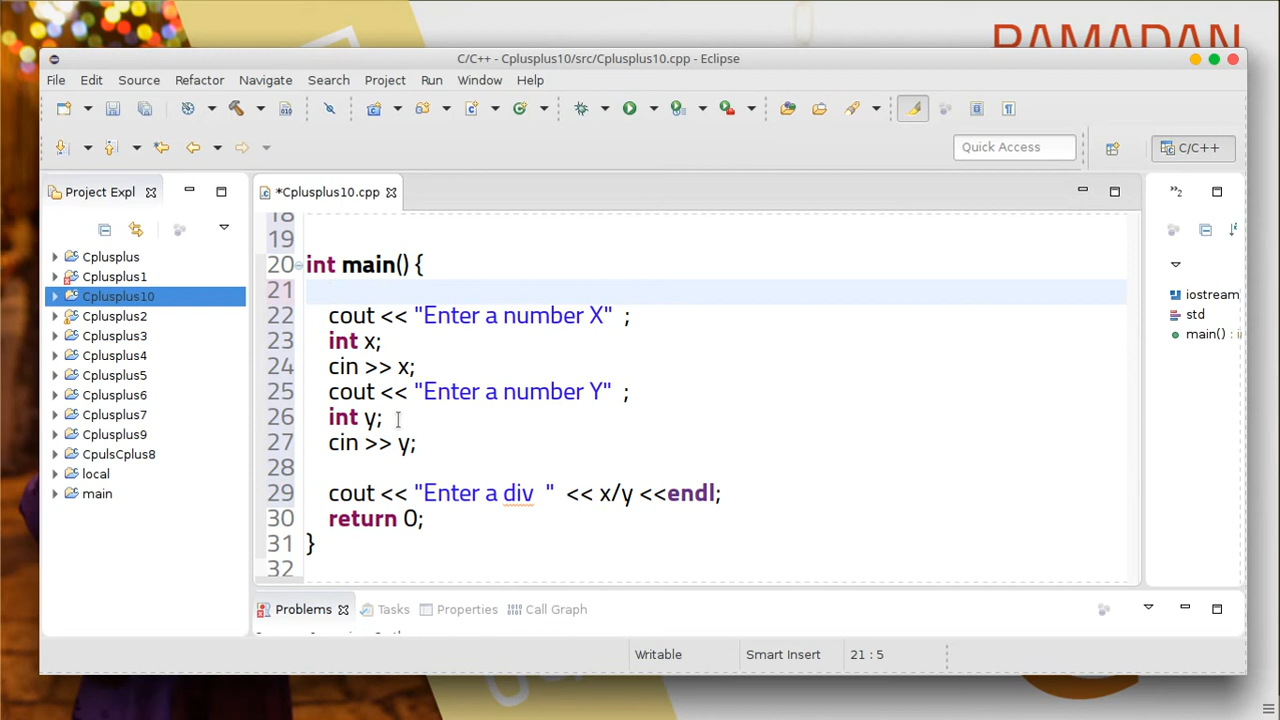 RAMADAN
C/C++ - Cplusplus10/src/Cplusplus10.cpp - Eclipse
File Edit Source Refactor Navigate Search Project Run Window Help
Quick Access
C/C++
Project Expl
*Cplusplus10.cpp
»2
Cplusplus
Cplusplus1
Cplusplus10
Cplusplus2
Cplusplus3
Cplusplus4
Cplusplus5
Cplusplus6
Cplusplus7
Cplusplus9
CpulsCplus8
local
main
18
19
20 int main() {
21
22 cout << "Enter a number X" ;
23 int x;
24 cin >> x;
25 cout << "Enter a number Y" ;
26 int y;
27 cin >> y;
28
29 cout << "Enter a div " << x/y <<endl;
30 return 0;
31 }
32
iostream
std
main() : i
Problems Tasks Properties Call Graph
Writable Smart Insert 21 : 5